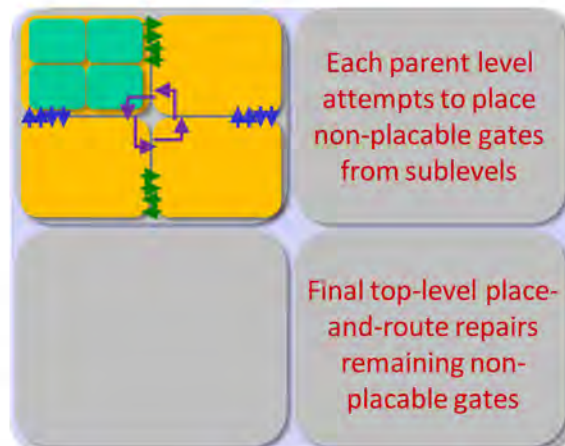 Each parent level
attempts to place
non-placable gates
from sublevels
Final top-level place-
and-route repairs
remaining non-
placable gates